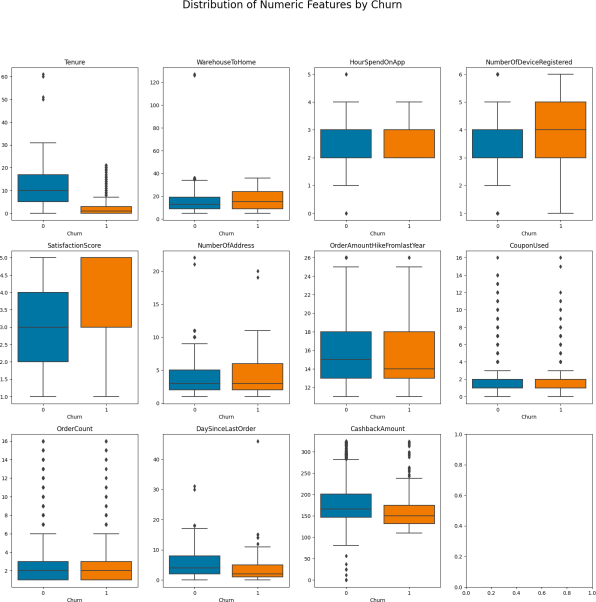 Distribution of Numeric Features by Churn
Tenure WarehouseToHome HourSpendOnApp NumberOfDeviceRegistered
60 50 40 30 20 10 0
120 100 80 60 40 20 0
5 4 3 2 1 0
6 5 4 3 2 1
0 1 0 1 0 1 0 1
Churn Churn Churn Churn
SatisfactionScore NumberOfAddress OrderAmountHikeFromlastYear CouponUsed
5.0 4.5 4.0 3.5 3.0 2.5 2.0 1.5 1.0
20 15 10 5 0
26 24 22 20 18 16 14 12
16 14 12 10 8 6 4 2 0
0 1 0 1 0 1 0 1
Churn Churn Churn Churn
OrderCount DaySinceLastOrder CashbackAmount
16 14 12 10 8 6 4 2
40 30 20 10 0
300 250 200 150 100 50 0
1.0 0.8 0.6 0.4 0.2 0.0
0 1 0 1 0 1 0.0 0.2 0.4 0.6 0.8 1.0
Churn Churn Churn